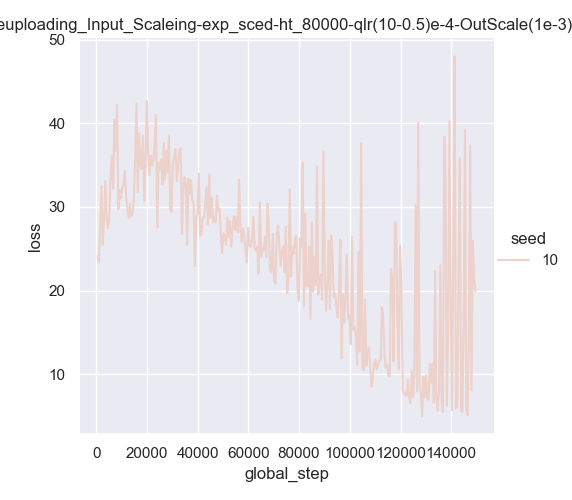 euploading_Input_Scaleing-exp_sced-ht_80000-qlr(10-0.5)e-4-OutScale(1e-3)
50
40
30
20
10
loss
0 20000 40000 60000 80000 100000 120000 140000
global_step
seed
10